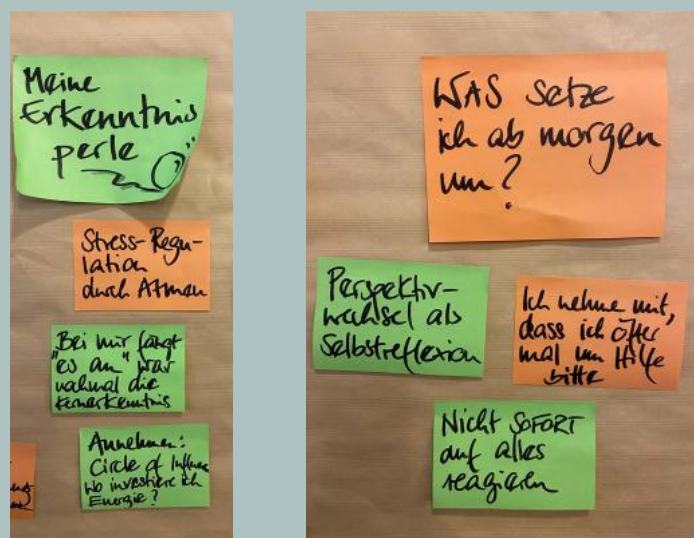 Meine
Erkenntnis
perle
Stress-Regu-
lation
durch Atmen
Bei mir fängt
"es an" war
nahmal die
Kernerkenntnis
Annehmen:
Circle of Influen
Wo investiere ich
Energie?
WAS setze
ich ab morgen
um?
Perspektiv-
wechsel als
Selbstreflexion
Ich nehme mit,
dass ich öfter
mal um Hilfe
bitte
Nicht SOFORT
auf alles
reagieren